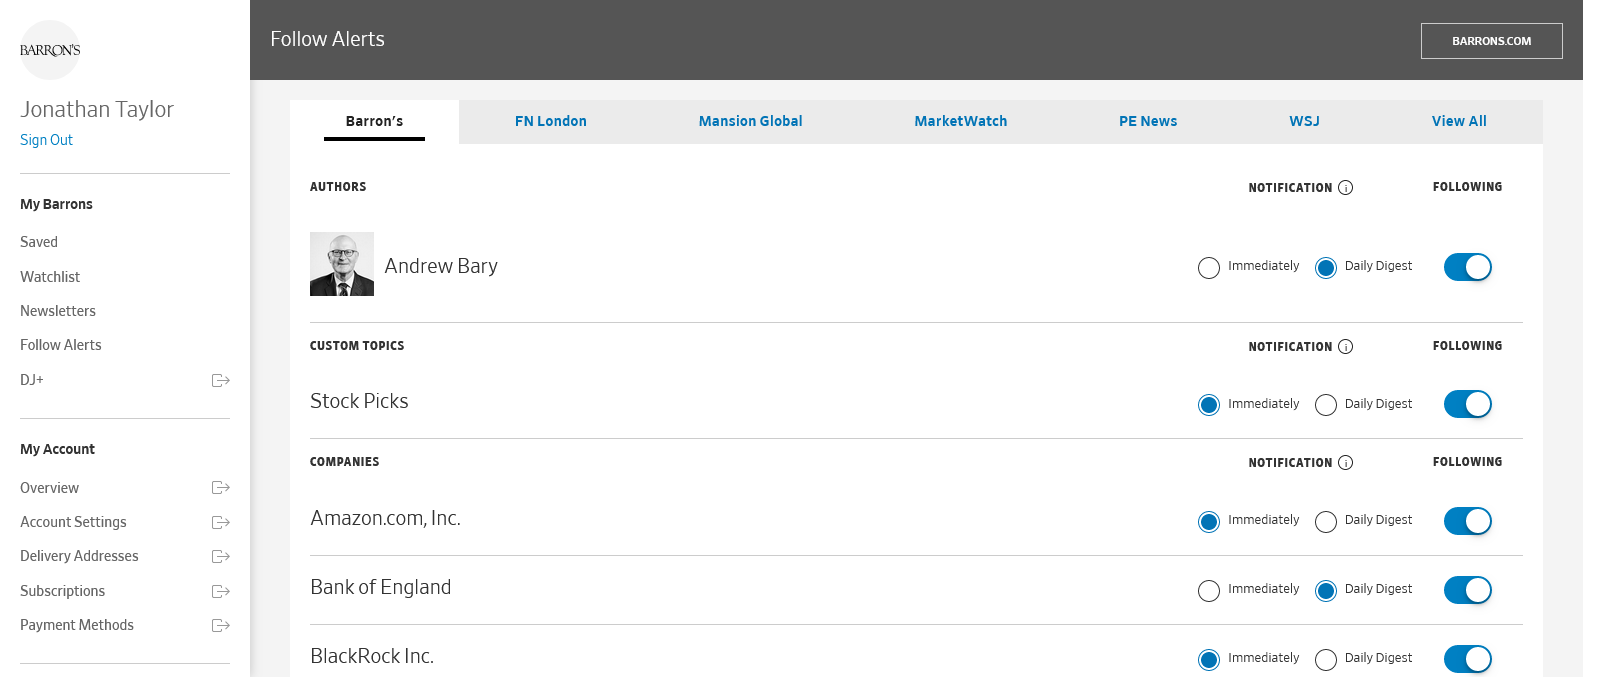 BARRON'S
Jonathan Taylor
Sign Out
My Barrons
Saved
Watchlist
Newsletters
Follow Alerts
DJ+
My Account
Overview
Account Settings
Delivery Addresses
Subscriptions
Payment Methods
Follow Alerts
BARRONS.COM
Barron's FN London Mansion Global MarketWatch PE News WSJ View All
AUTHORS NOTIFICATION i FOLLOWING
Andrew Bary Immediately Daily Digest
CUSTOM TOPICS NOTIFICATION i FOLLOWING
Stock Picks Immediately Daily Digest
COMPANIES NOTIFICATION i FOLLOWING
Amazon.com, Inc. Immediately Daily Digest
Bank of England Immediately Daily Digest
BlackRock Inc. Immediately Daily Digest